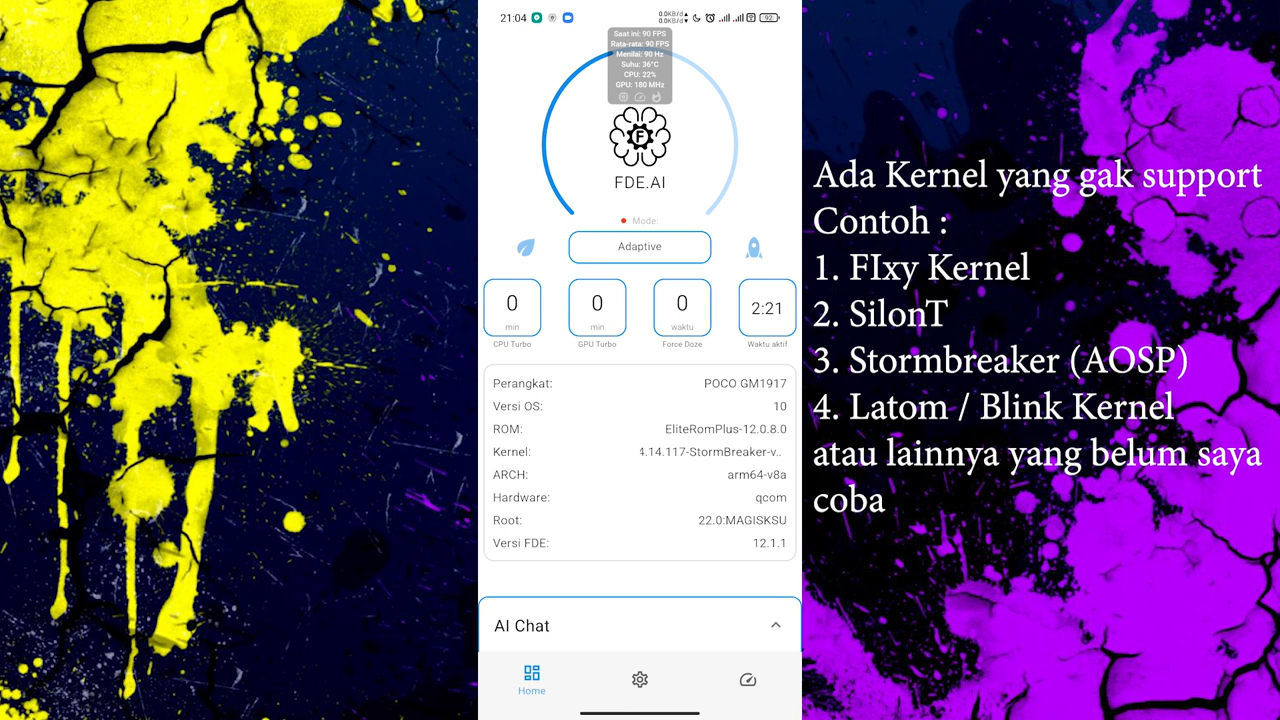 21:04
0.0KB/d
0.0KB/d
92
Saat ini: 90 FPS
Rata-rata: 90 FPS
Menilai: 90 Hz
Suhu: 36°C
CPU: 22%
GPU: 180 MHz
F
FDE.AI
Mode:
Adaptive
0 0 0 2:21
min min waktu
CPU Turbo GPU Turbo Force Doze Waktu aktif
Perangkat: POCO GM1917
Versi OS: 10
ROM: EliteRomPlus-12.0.8.0
Kernel: 4.14.117-StormBreaker-v..
ARCH: arm64-v8a
Hardware: qcom
Root: 22.0:MAGISKSU
Versi FDE: 12.1.1
AI Chat
Home
Ada Kernel yang gak support
Contoh :
1. FIxy Kernel
2. SilonT
3. Stormbreaker (AOSP)
4. Latom / Blink Kernel
atau lainnya yang belum saya
coba